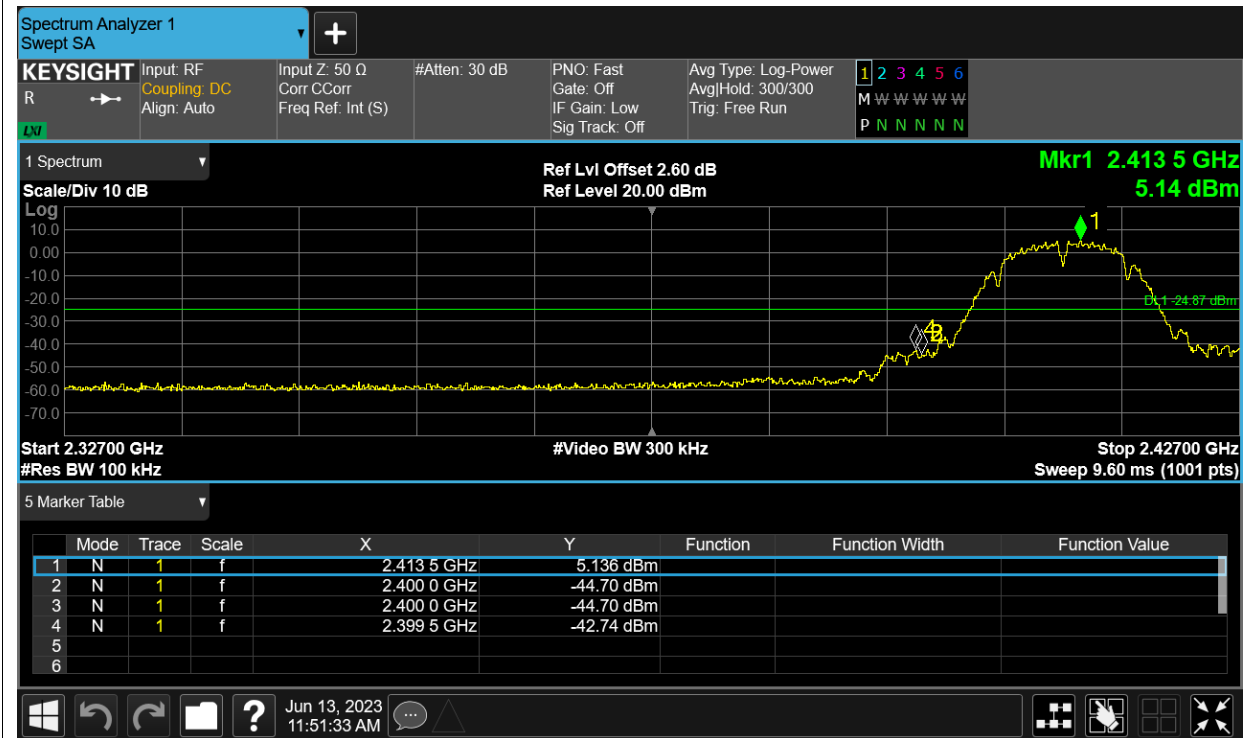 Spectrum Analyzer 1
Swept SA
+
KEYSIGHT Input: RF Input Z: 50 Ω #Atten: 30 dB PNO: Fast Avg Type: Log-Power 1 2 3 4 5 6
R Coupling: DC Corr CCorr Gate: Off Avg|Hold: 300/300 M W W W W W
Align: Auto Freq Ref: Int (S) IF Gain: Low Trig: Free Run
LXI Sig Track: Off P N N N N N
1 Spectrum
Ref Lvl Offset 2.60 dB Mkr1 2.413 5 GHz
Scale/Div 10 dB Ref Level 20.00 dBm 5.14 dBm
Log
1
10.0
0.00
-10.0
-20.0 DL1 -24.87 dBm
-30.0
4
-40.0
-50.0
-60.0
-70.0
Start 2.32700 GHz #Video BW 300 kHz Stop 2.42700 GHz
#Res BW 100 kHz Sweep 9.60 ms (1001 pts)
5 Marker Table
Mode Trace Scale X Y Function Function Width Function Value
1 N 1 f 2.413 5 GHz 5.136 dBm
2 N 1 f 2.400 0 GHz -44.70 dBm
3 N 1 f 2.400 0 GHz -44.70 dBm
4 N 1 f 2.399 5 GHz -42.74 dBm
5
6
? Jun 13, 2023
11:51:33 AM